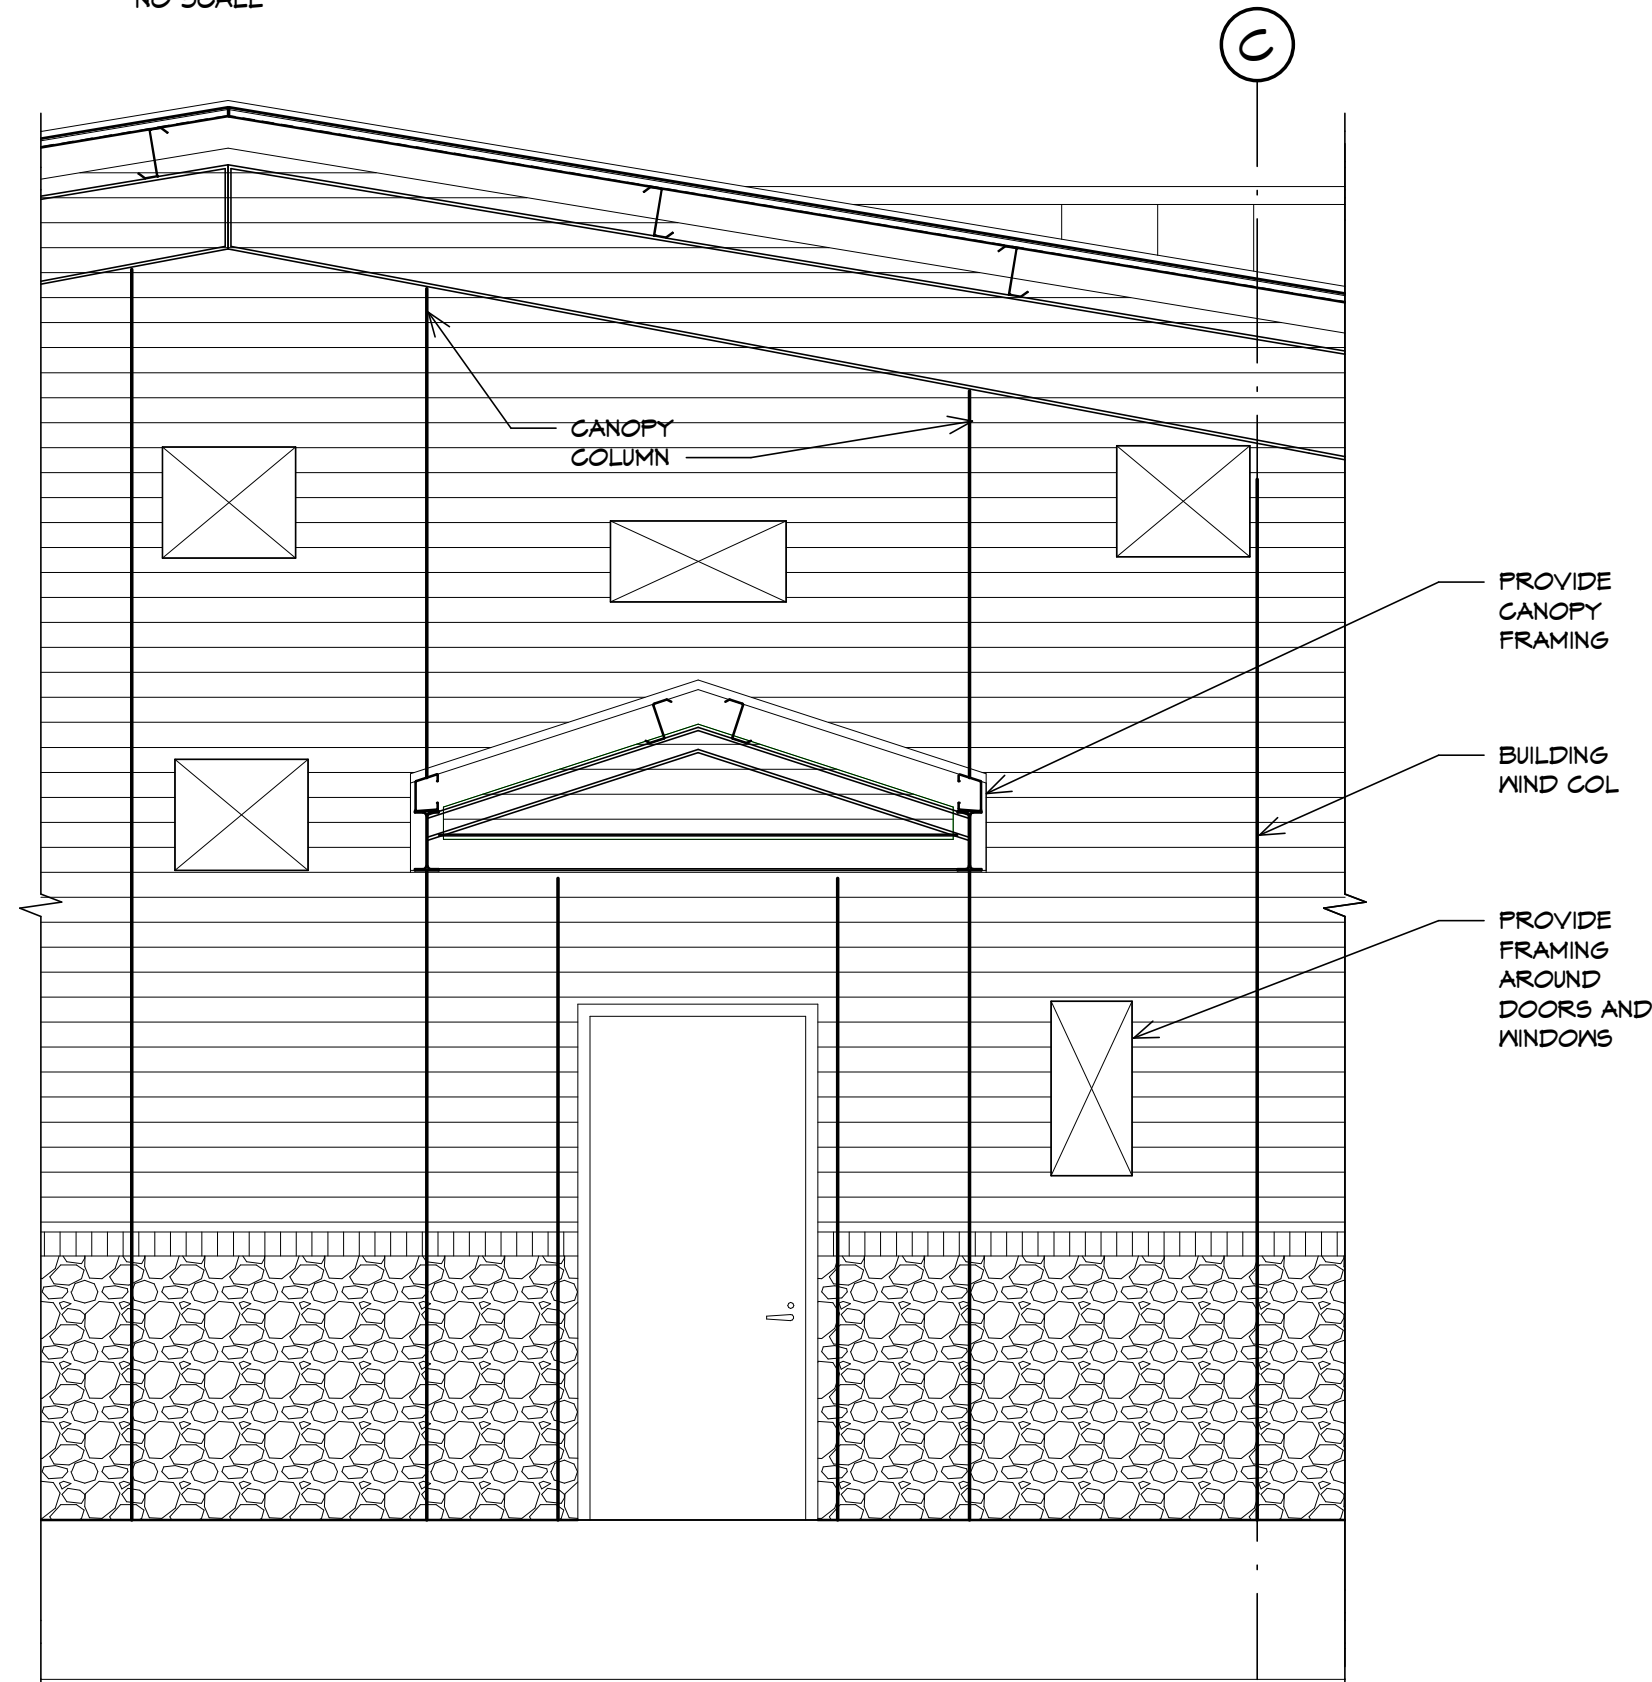 NO SCALE
C
CANOPY
COLUMN
PROVIDE
CANOPY
FRAMING
BUILDING
WIND COL
PROVIDE
FRAMING
AROUND
DOORS AND
WINDOWS